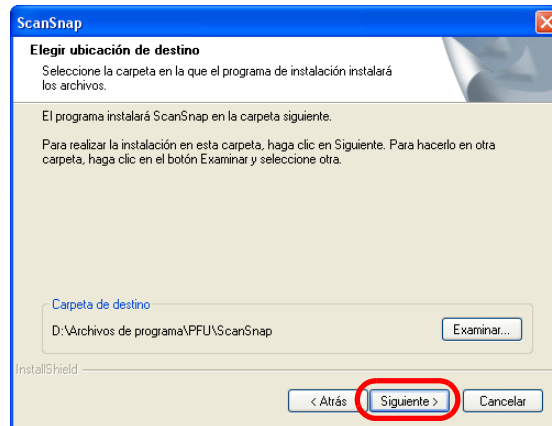 ScanSnap
Elegir ubicación de destino
Seleccione la carpeta en la que el programa de instalación instalará
los archivos.
El programa instalará ScanSnap en la carpeta siguiente.
Para realizar la instalación en esta carpeta, haga clic en Siguiente. Para hacerlo en otra
carpeta, haga clic en el botón Examinar y seleccione otra.
Carpeta de destino
D:\Archivos de programa\PFU\ScanSnap
Examinar...
InstallShield
< Atrás
Siguiente >
Cancelar